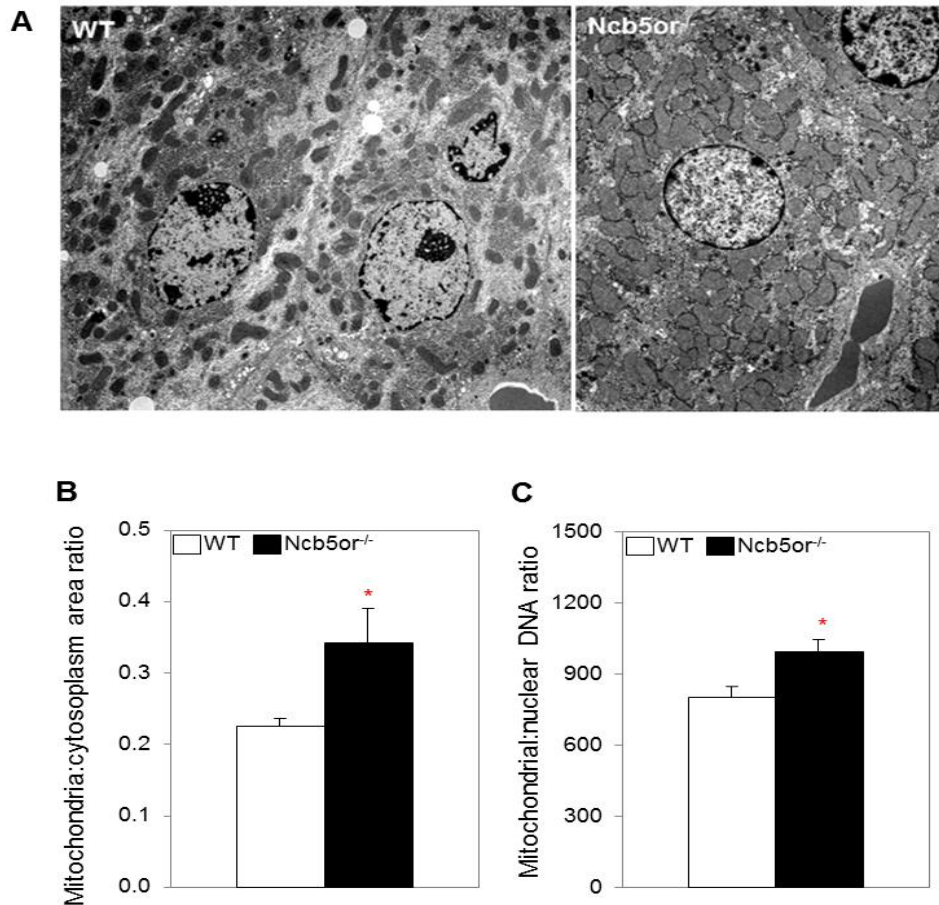 A
WT
Ncb5or
B
Mitochondria:cytosoplasm area ratio
0.5
0.4
0.3
0.2
0.1
0.0
WT
Ncb5or-/-
*
C
Mitochondrial:nuclear DNA ratio
1500
1200
900
600
300
0
WT
Ncb5or-/-
*